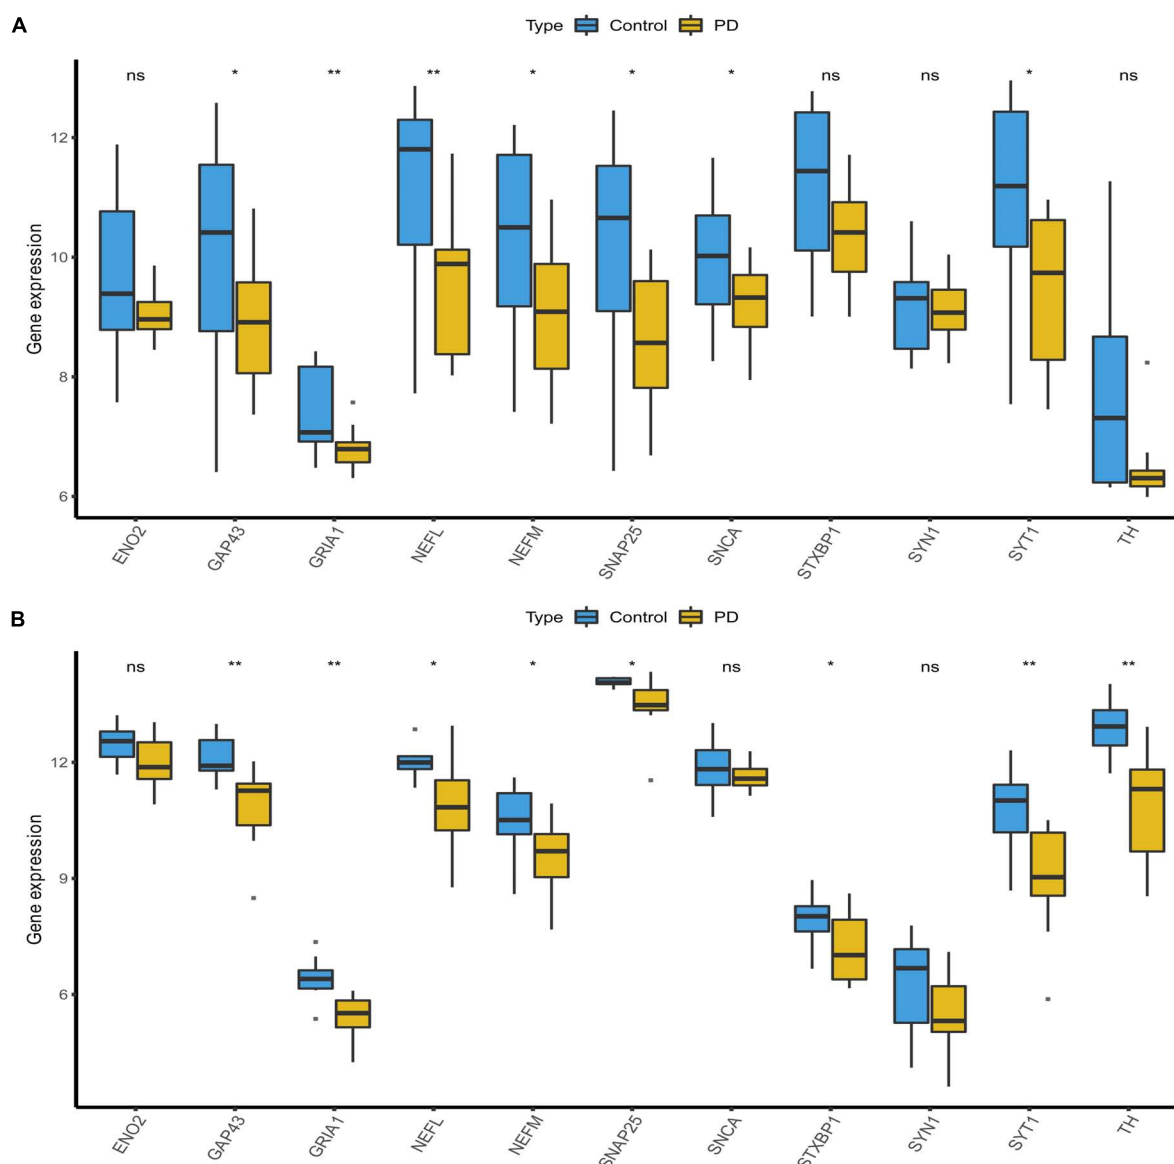 A
Type Control PD
ns * ** ** * * * ns ns * ns
Gene expression
12
10
8
6
ENO2 GAP43 GRIA1 NEFL NEFM SNAP25 SNCA STXBP1 SYN1 SYT1 TH
B
Type Control PD
ns ** ** * * * ns * ns ** **
Gene expression
12
9
6
ENO2 GAP43 GRIA1 NEFL NEFM SNAP25 SNCA STXBP1 SYN1 SYT1 TH